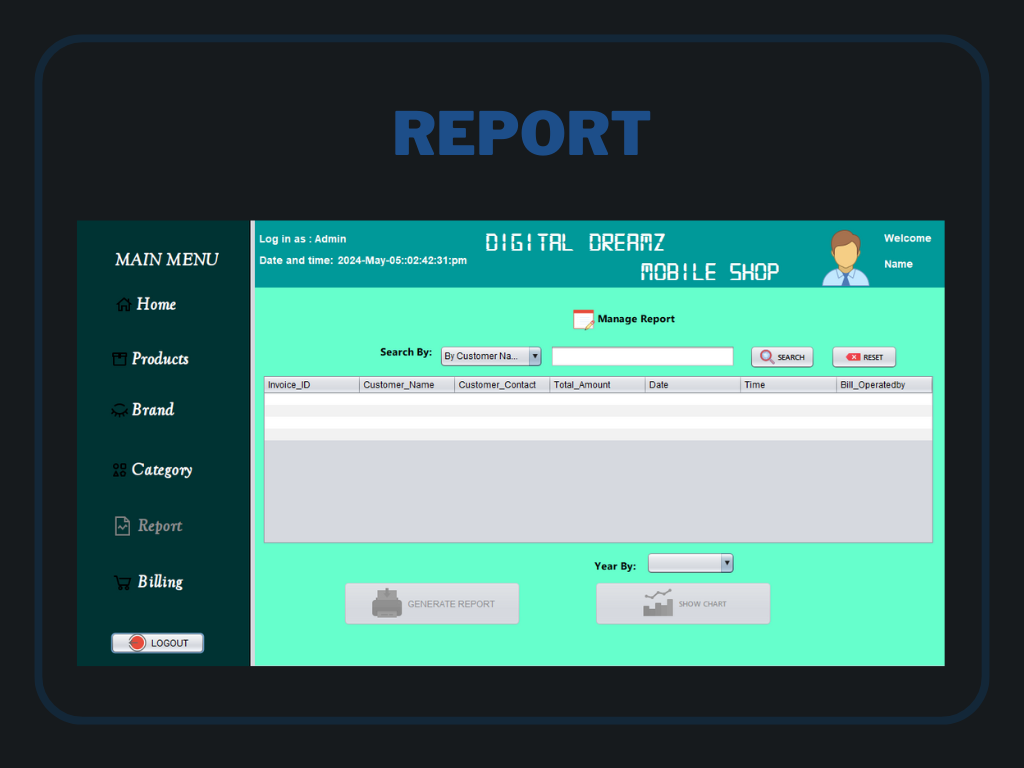 REPORT
MAIN MENU
Home
Products
Brand
Category
Report
Billing
LOGOUT
Log in as : Admin
Date and time: 2024-May-05::02:42:31:pm
DIGITAL DREAMZ
MOBILE SHOP
Welcome
Name
Manage Report
Search By: By Customer Na... SEARCH RESET
Invoice_ID Customer_Name Customer_Contact Total_Amount Date Time Bill_Operatedby
Year By:
GENERATE REPORT SHOW CHART